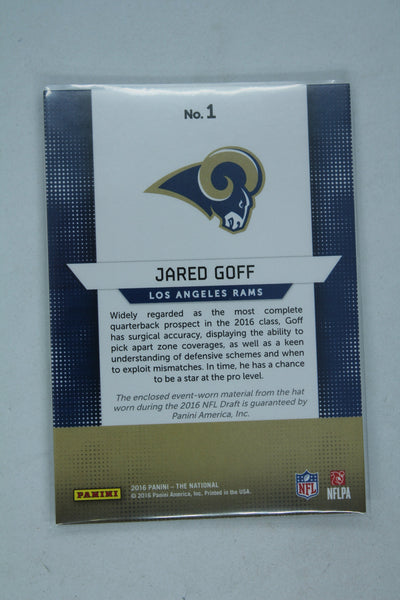 No. 1
JARED GOFF
LOS ANGELES RAMS
Widely regarded as the most complete
quarterback prospect in the 2016 class, Goff
has surgical accuracy, displaying the ability to
pick apart zone coverages, as well as a keen
understanding of defensive schemes and when
to exploit mismatches. In time, he has a chance
to be a star at the pro level.
The enclosed event-worn material from the hat
worn during the 2016 NFL Draft is guaranteed by
Panini America, Inc.
PANINI
2016 PANINI – THE NATIONAL
© 2016 Panini America, Inc. Printed in the USA.
NFL
NFLPA